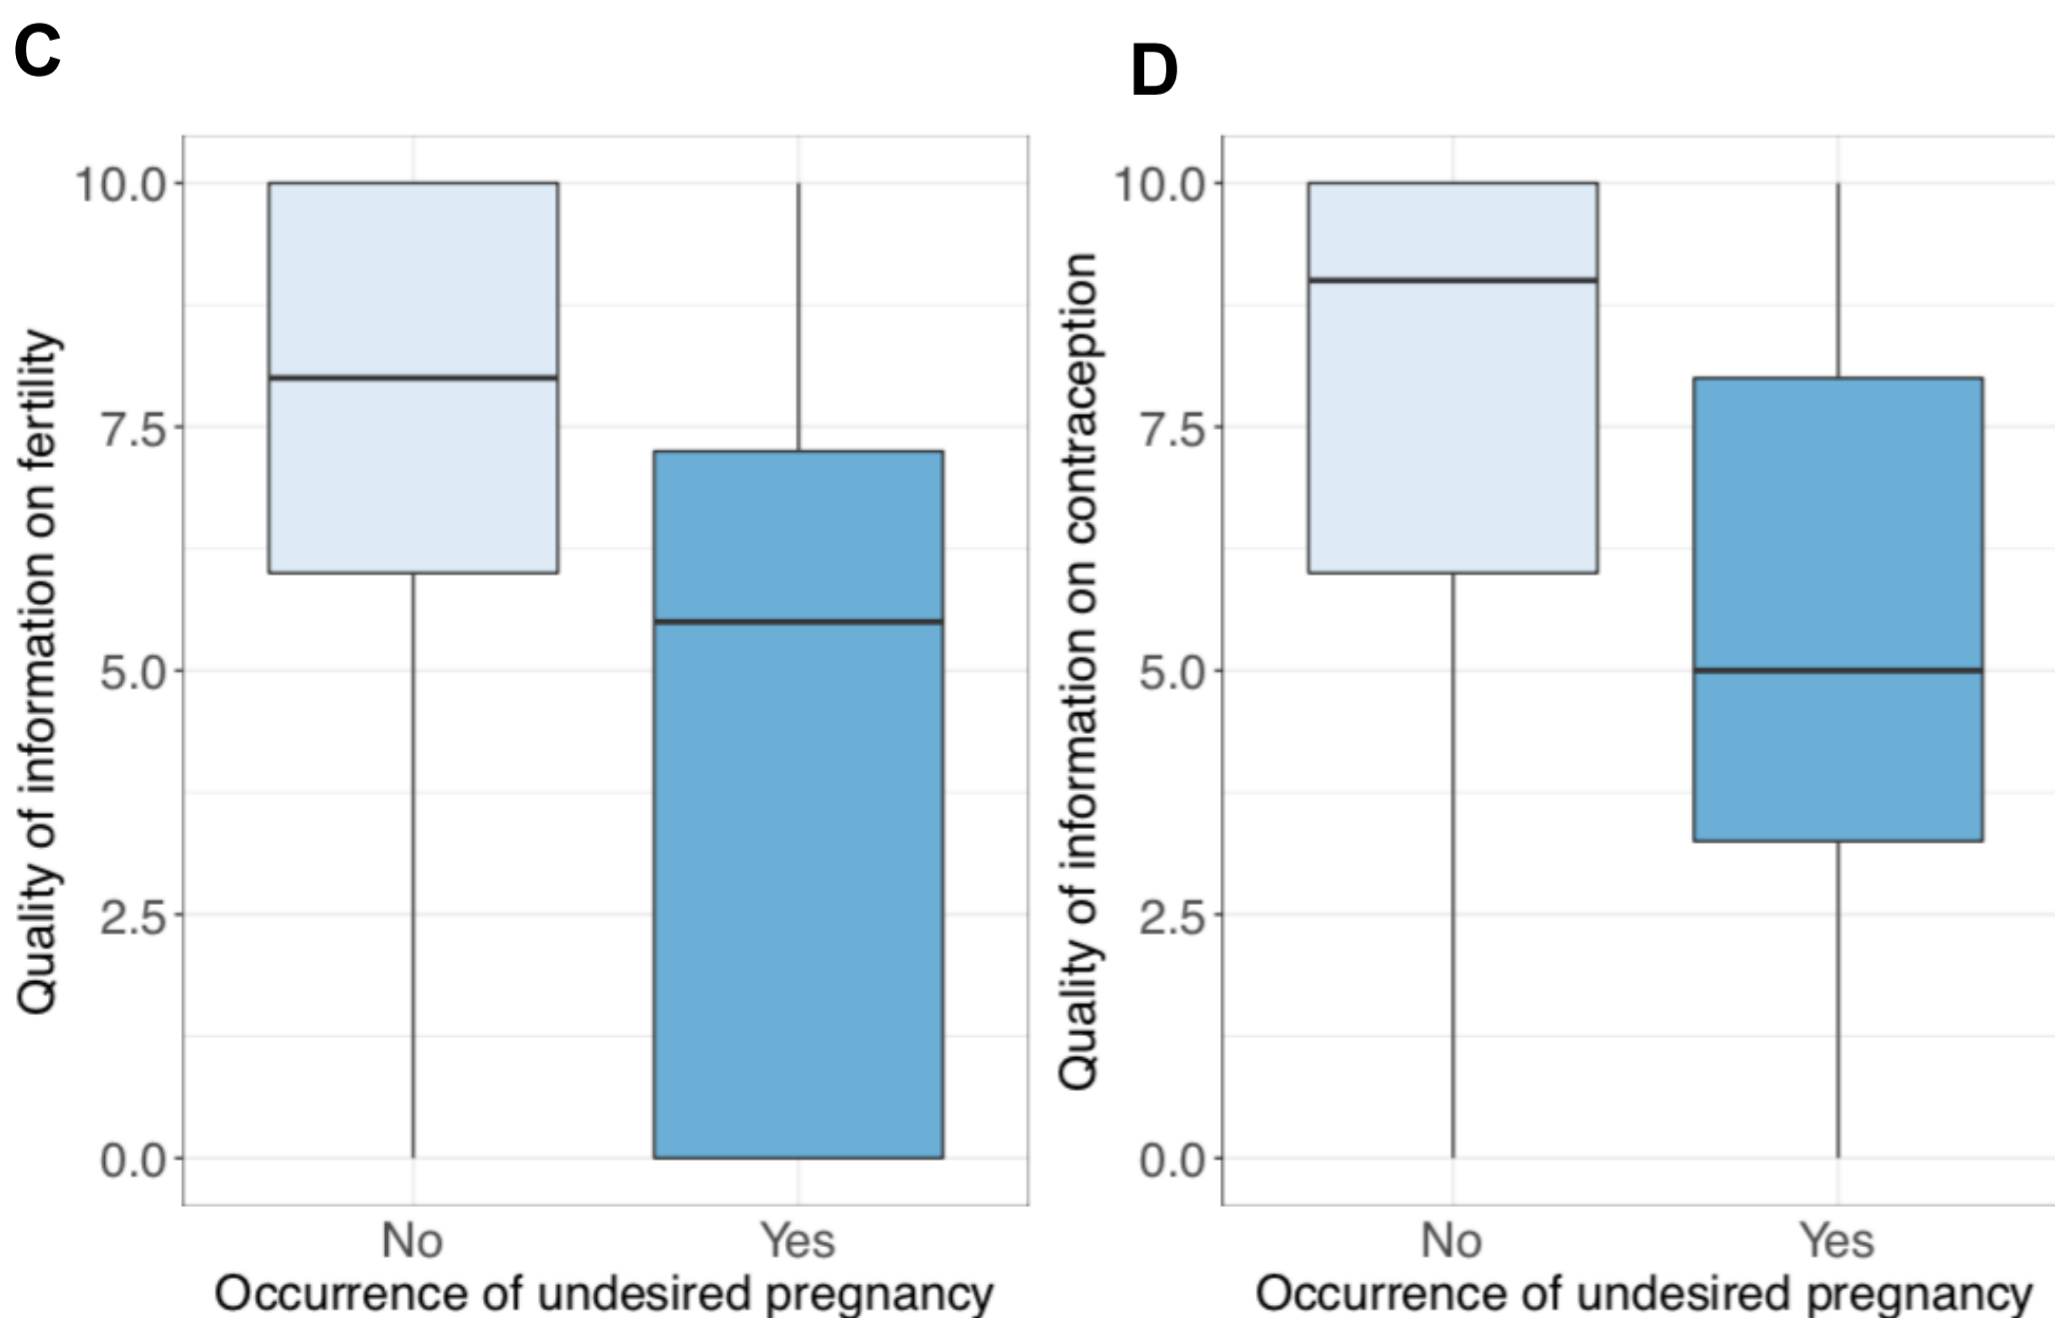 C
Quality of information on fertility
10.0
7.5
5.0
2.5
0.0
No
Yes
Occurrence of undesired pregnancy
D
Quality of information on contraception
10.0
7.5
5.0
2.5
0.0
No
Yes
Occurrence of undesired pregnancy